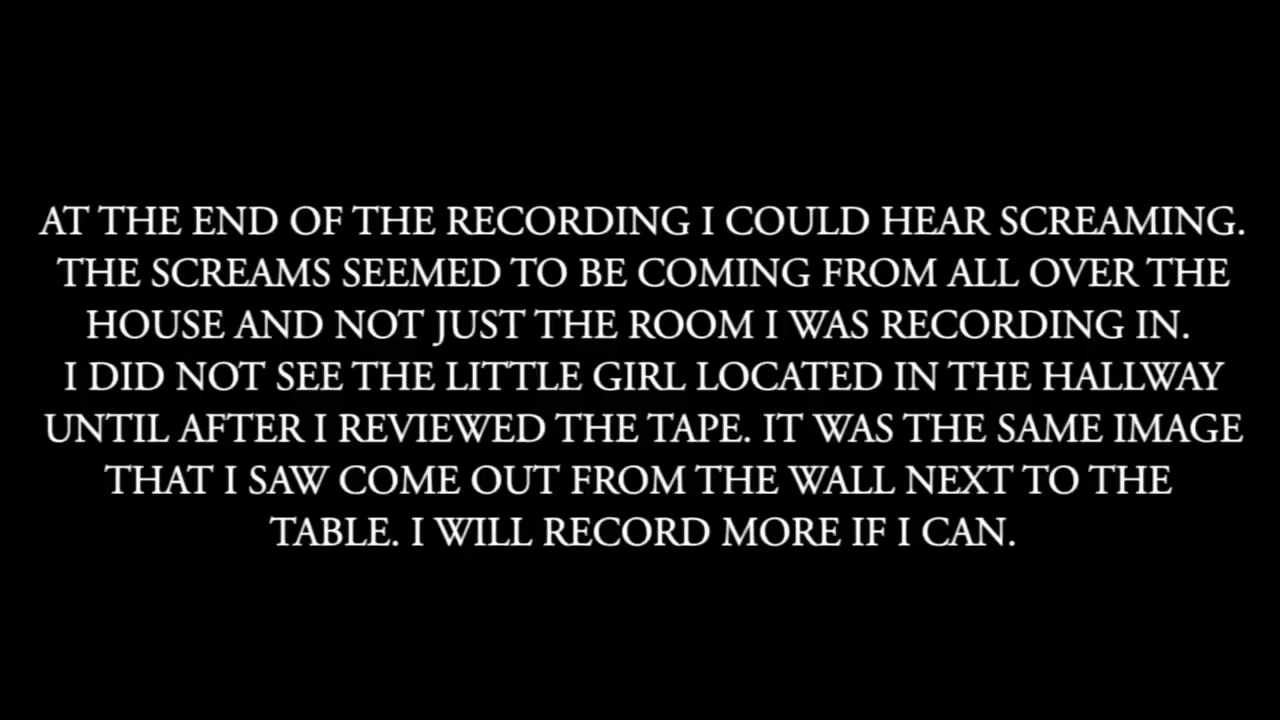 AT THE END OF THE RECORDING I COULD HEAR SCREAMING.
THE SCREAMS SEEMED TO BE COMING FROM ALL OVER THE
HOUSE AND NOT JUST THE ROOM I WAS RECORDING IN.
I DID NOT SEE THE LITTLE GIRL LOCATED IN THE HALLWAY
UNTIL AFTER I REVIEWED THE TAPE. IT WAS THE SAME IMAGE
THAT I SAW COME OUT FROM THE WALL NEXT TO THE
TABLE. I WILL RECORD MORE IF I CAN.